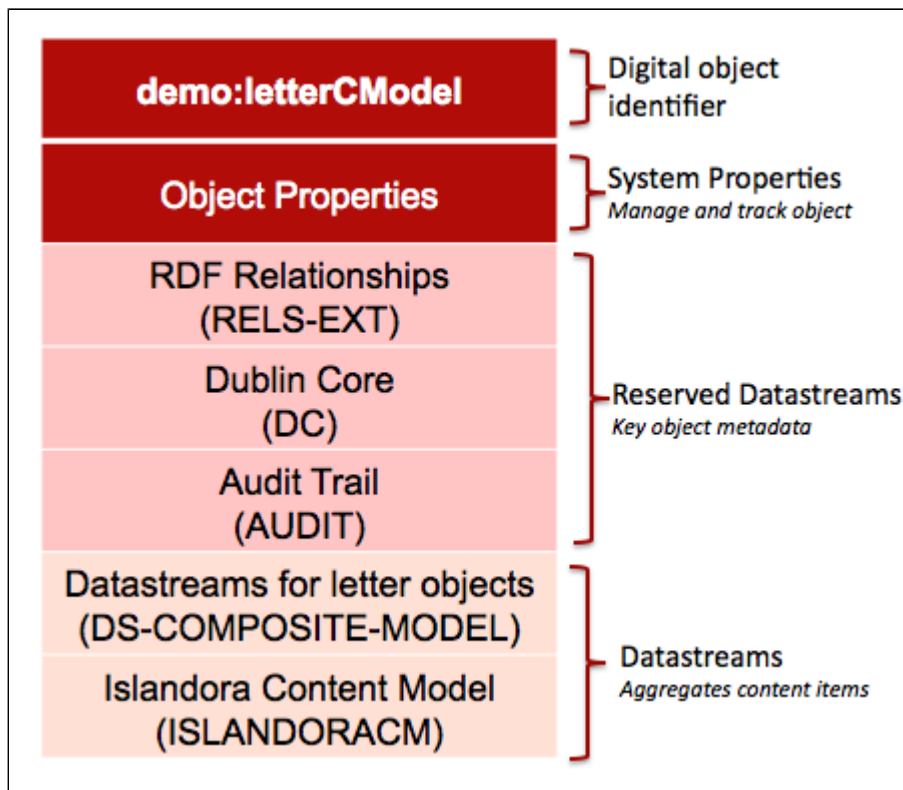 demo:letterCModel
Digital object
identifier
Object Properties
System Properties
Manage and track object
RDF Relationships
(RELS-EXT)
Dublin Core
(DC)
Audit Trail
(AUDIT)
Reserved Datastreams
Key object metadata
Datastreams for letter objects
(DS-COMPOSITE-MODEL)
Islandora Content Model
(ISLANDORACM)
Datastreams
Aggregates content items